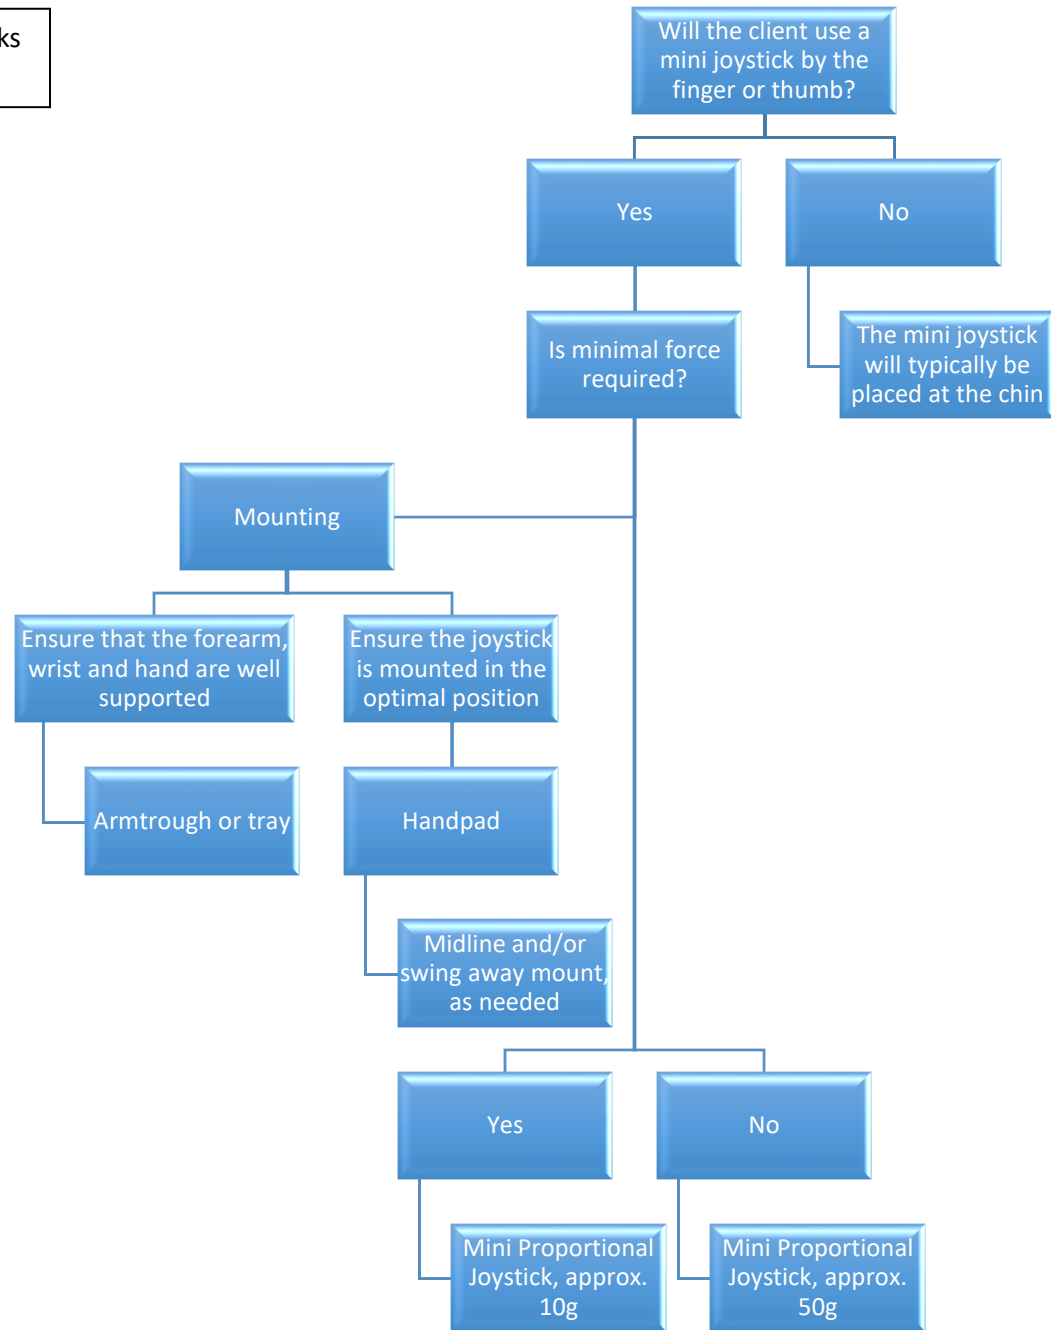 ks
Will the client use a
mini joystick by the
finger or thumb?
Yes
No
Is minimal force
required?
The mini joystick
will typically be
placed at the chin
Mounting
Ensure that the forearm,
wrist and hand are well
supported
Ensure the joystick
is mounted in the
optimal position
Armtrough or tray
Handpad
Midline and/or
swing away mount,
as needed
Yes
No
Mini Proportional
Joystick, approx.
10g
Mini Proportional
Joystick, approx.
50g